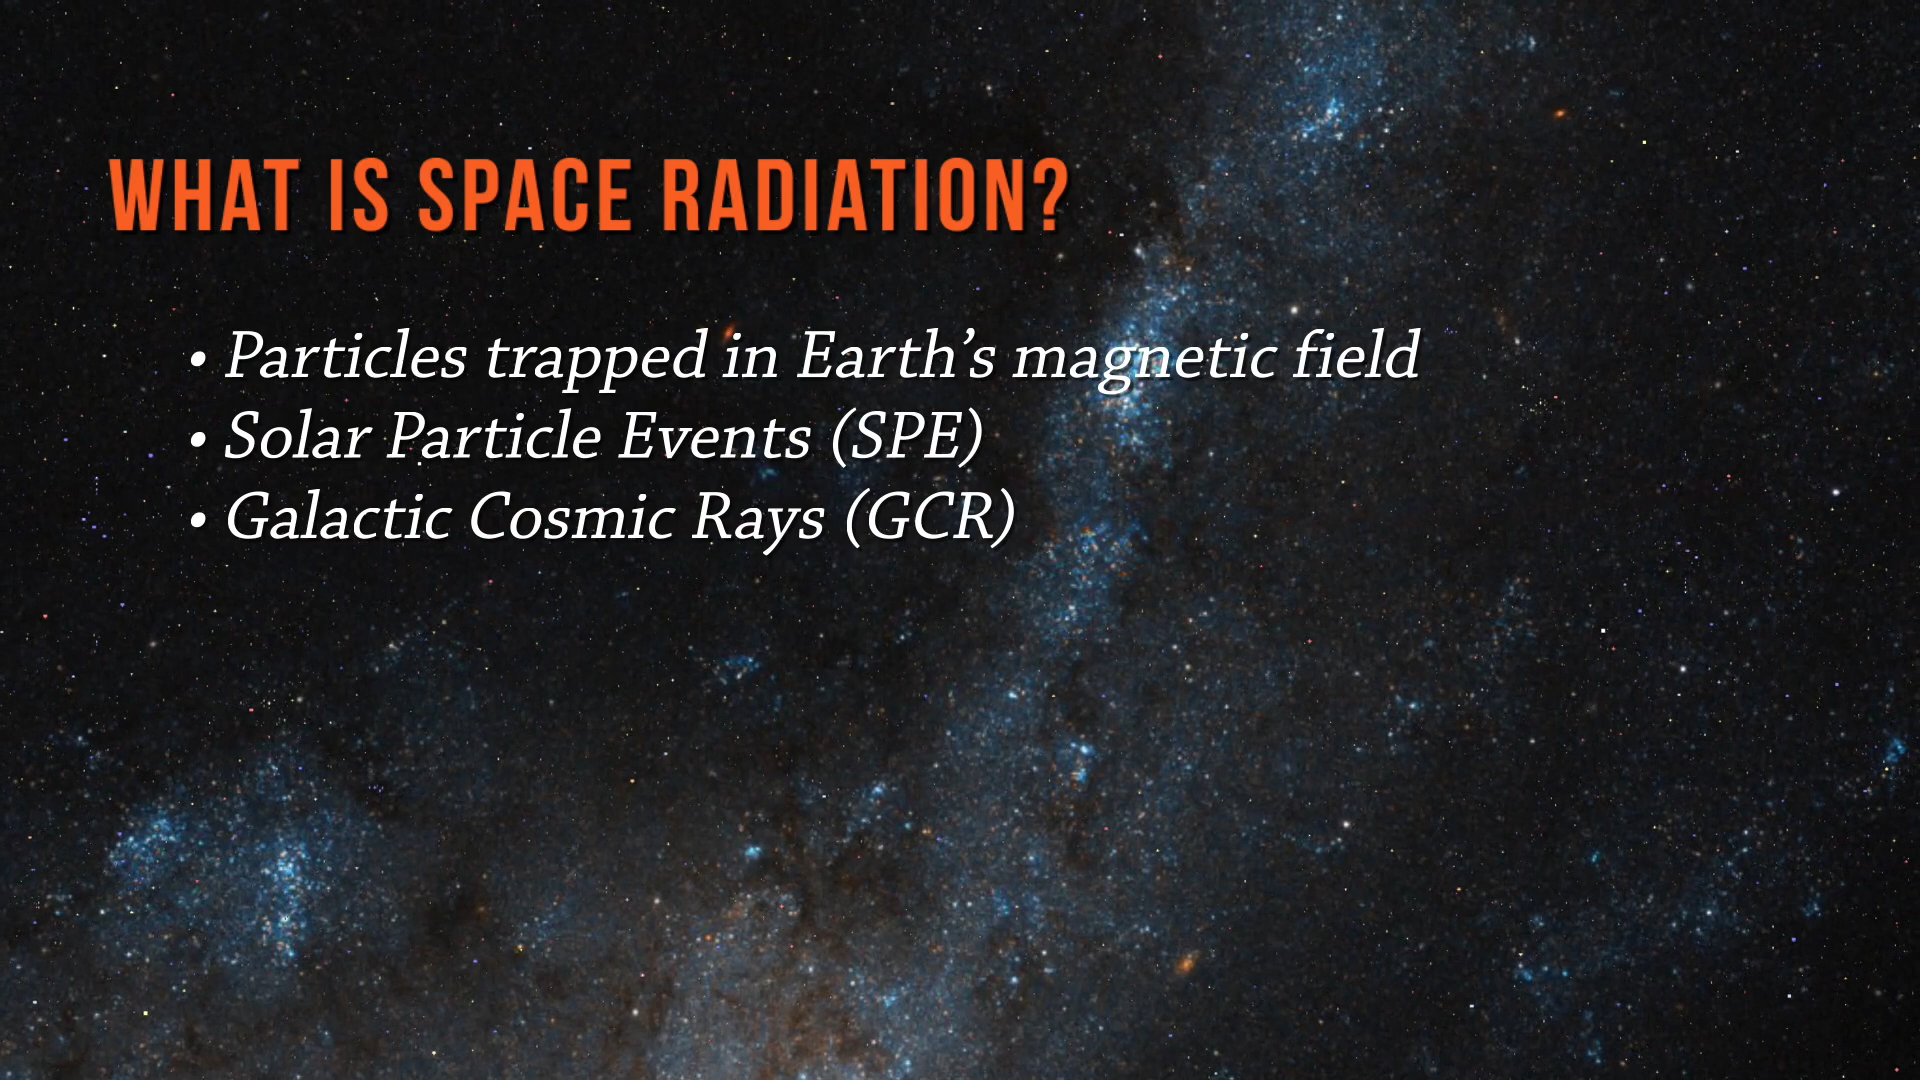 WHAT IS SPACE RADIATION?
• Particles trapped in Earth’s magnetic field
• Solar Particle Events (SPE)
• Galactic Cosmic Rays (GCR)